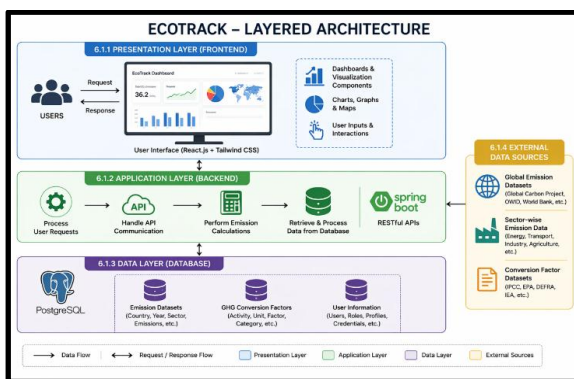 ECOTRACK – LAYERED ARCHITECTURE
6.1.1 PRESENTATION LAYER (FRONTEND)
USERS
Request
Response
EcoTrack Dashboard
36.2
User Interface (React.js + Tailwind CSS)
Dashboards &
Visualization
Components
Charts, Graphs
& Maps
User Inputs &
Interactions
6.1.2 APPLICATION LAYER (BACKEND)
Process
User Requests
API
Handle API
Communication
Perform Emission
Calculations
Retrieve & Process
Data from Database
spring
boot
RESTful APIs
6.1.3 DATA LAYER (DATABASE)
PostgreSQL
Emission Datasets
(Country, Year, Sector,
Emissions, etc.)
GHG Conversion Factors
(Activity, Unit, Factor,
Category, etc.)
User Information
(Users, Roles, Profiles,
Credentials, etc.)
6.1.4 EXTERNAL
DATA SOURCES
Global Emission
Datasets
(Global Carbon Project,
OWID, World Bank, etc.)
Sector-wise
Emission Data
(Energy, Transport,
Industry, Agriculture,
etc.)
Conversion Factor
Datasets
(IPCC, EPA, DEFRA,
IEA, etc.)
Data Flow
Request / Response Flow
Presentation Layer
Application Layer
Data Layer
External Sources